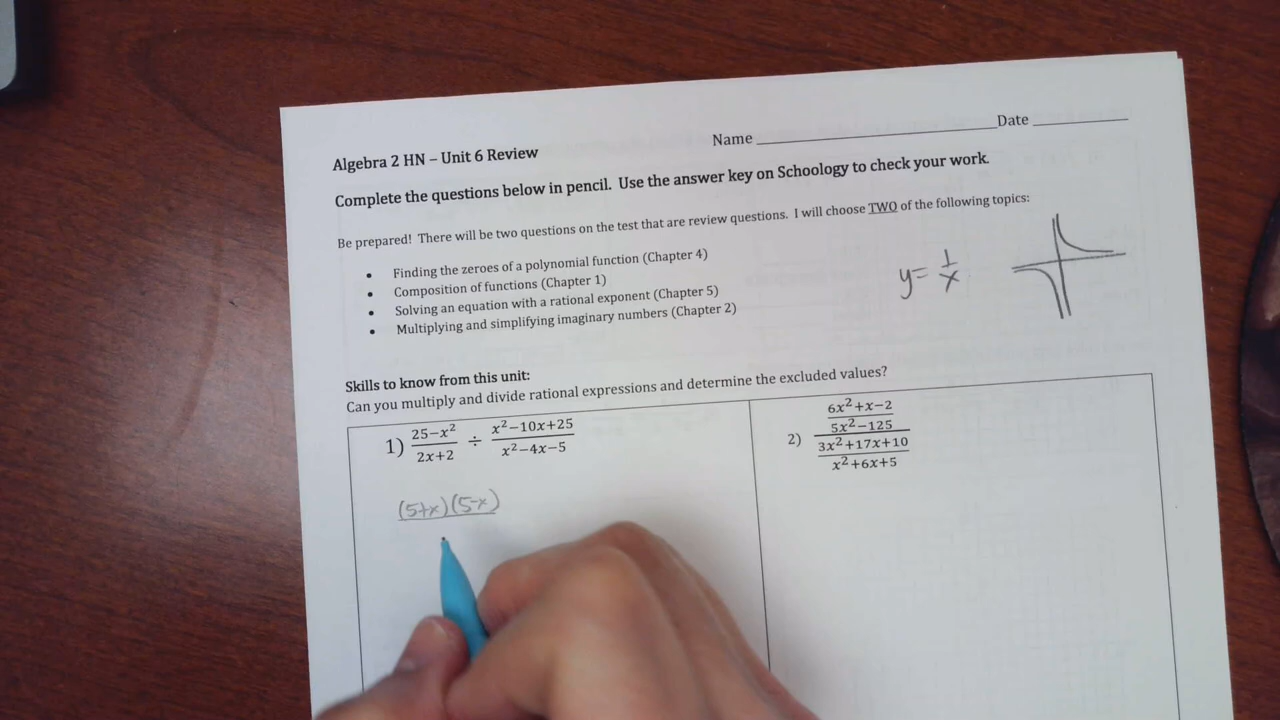 Name ____________ Date ____________
Algebra 2 HN – Unit 6 Review
Complete the questions below in pencil. Use the answer key on Schoology to check your work.
Be prepared! There will be two questions on the test that are review questions. I will choose TWO of the following topics:
• Finding the zeroes of a polynomial function (Chapter 4)
• Composition of functions (Chapter 1)
• Solving an equation with a rational exponent (Chapter 5)
• Multiplying and simplifying imaginary numbers (Chapter 2)
y = 1/x
Skills to know from this unit:
Can you multiply and divide rational expressions and determine the excluded values?
1) (25−x²)/(2x+2) ÷ (x²−10x+25)/(x²−4x−5)
(5+x)(5-x)
2) ((6x²+x−2)/(5x²−125))/((3x²+17x+10)/(x²+6x+5))